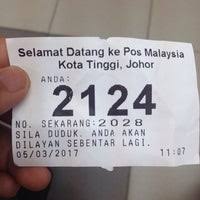 Selamat Datang ke Pos Malaysia
Kota Tinggi, Johor
ANDA:
2124
NO. SEKARANG:2028
SILA DUDUK. ANDA AKAN
DILAYAN SEBENTAR LAGI.
05/03/2017 11:07